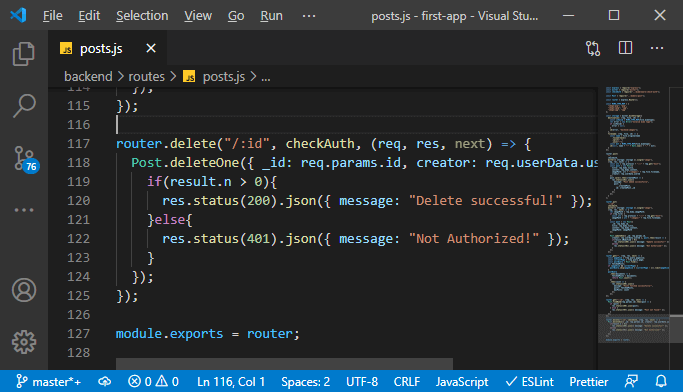 File Edit View Go Run ··· posts.js - first-app - Visual Stu...
JS posts.js
backend > routes > JS posts.js > ...
115 });
116
117 router.delete("/:id", checkAuth, (req, res, next) => {
118 Post.deleteOne({ _id: req.params.id, creator: req.userData.us
119 if(result.n > 0){
120 res.status(200).json({ message: "Delete successful!" });
121 }else{
122 res.status(401).json({ message: "Not Authorized!" });
123 }
124 });
125 });
126
127 module.exports = router;
128
76
master*+ 0 0 Ln 116, Col 1 Spaces: 2 UTF-8 CRLF JavaScript ESLint Prettier